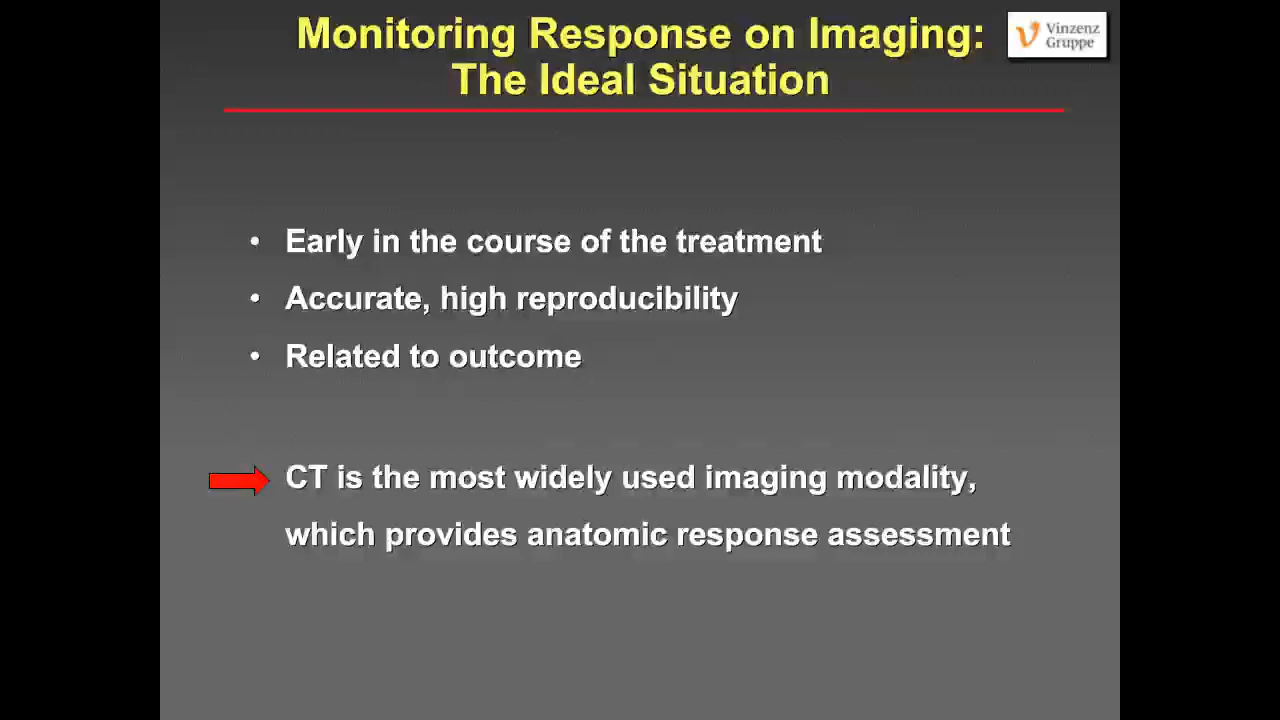 Monitoring Response on Imaging:
The Ideal Situation
Vinzenz
Gruppe
• Early in the course of the treatment
• Accurate, high reproducibility
• Related to outcome
CT is the most widely used imaging modality,
which provides anatomic response assessment